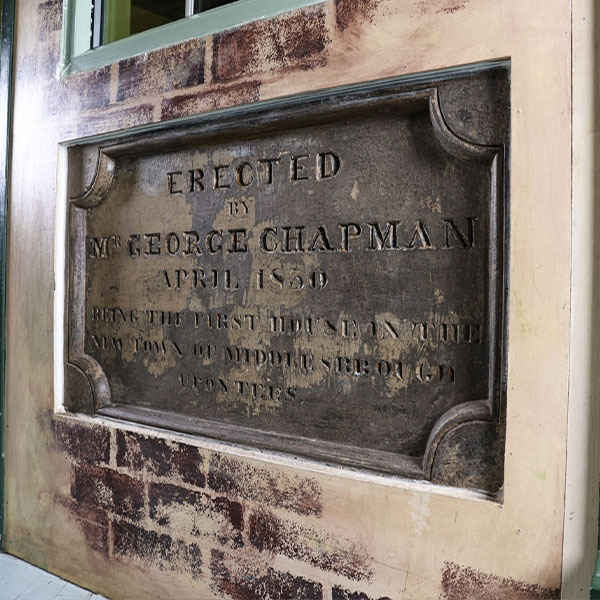 ERECTED
BY
MR GEORGE CHAPMAN
APRIL 1830
BEING THE FIRST HOUSE IN THE
NEW TOWN OF MIDDLESBROUGH
UPON TEES